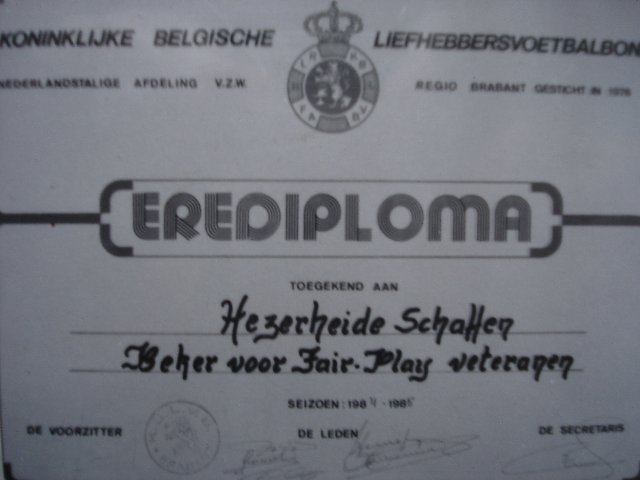 KONINKLIJKE BELGISCHE LIEFHEBBERSVOETBALBON
NEDERLANDSTALIGE AFDELING V.Z.W. REGIO BRABANT GESTICHT IN 1976
EREDIPLOMA
TOEGEKEND AAN
Hezerheide Schaffen
Beker voor Fair-Play veteranen
SEIZOEN: 1984-1985
DE VOORZITTER DE LEDEN DE SECRETARIS